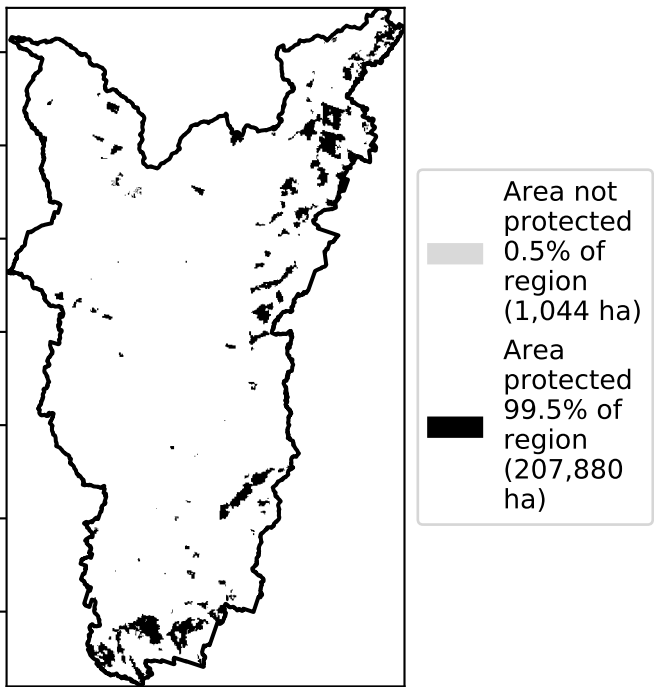 Area not
protected
0.5% of
region
(1,044 ha)
Area
protected
99.5% of
region
(207,880
ha)